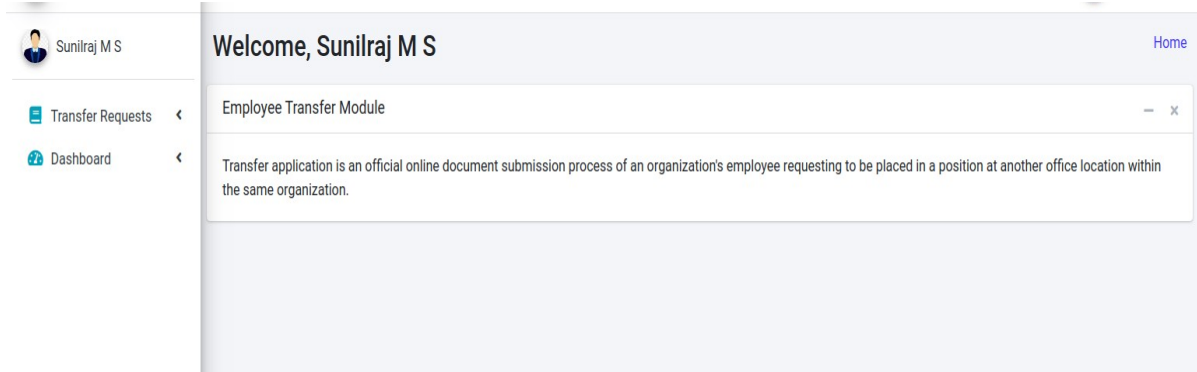 Sunilraj M S
Transfer Requests
Dashboard
Welcome, Sunilraj M S
Home
Employee Transfer Module
Transfer application is an official online document submission process of an organization's employee requesting to be placed in a position at another office location within
the same organization.